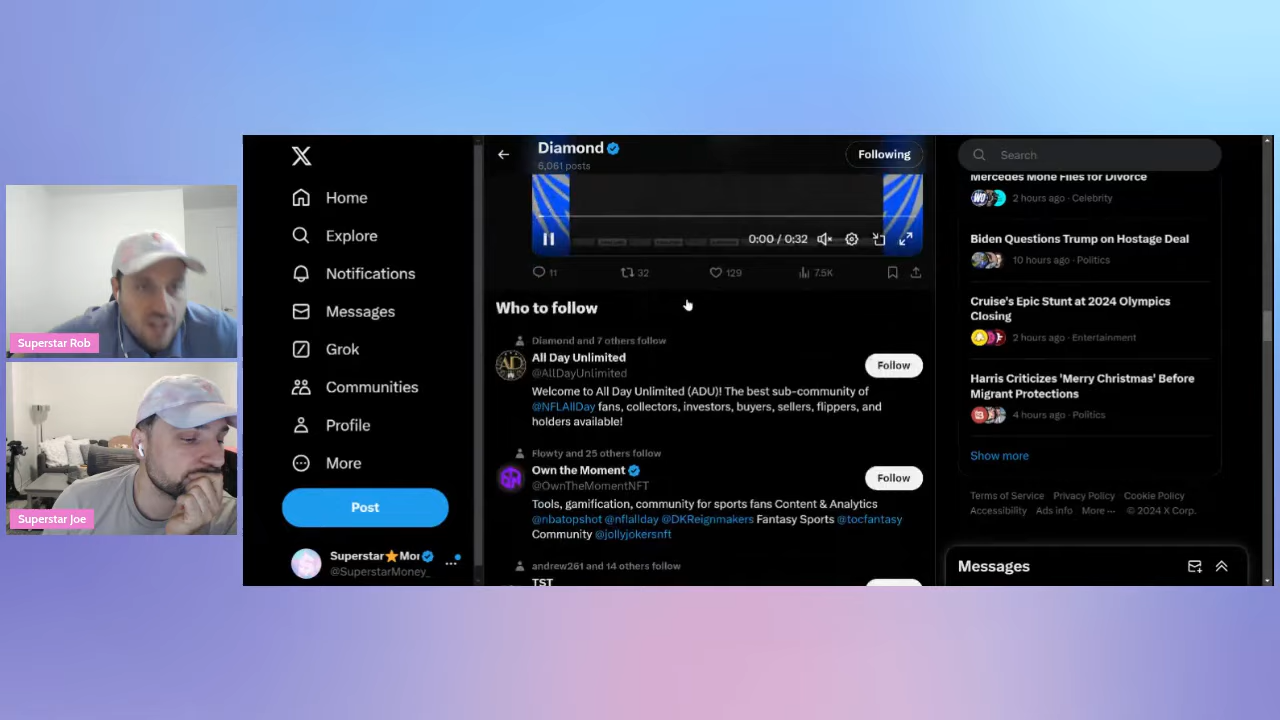 Superstar Rob
Superstar Joe
Home
Explore
Notifications
Messages
Grok
Communities
Profile
More
Post
Superstar⭐Mor
@SuperstarMoney_
Diamond
6,061 posts
Following
0:00 / 0:32
11
32
129
7.5K
Who to follow
Diamond and 7 others follow
All Day Unlimited
@AllDayUnlimited
Follow
Welcome to All Day Unlimited (ADU)! The best sub-community of
@NFLAllDay fans, collectors, investors, buyers, sellers, flippers, and
holders available!
Flowty and 25 others follow
Own the Moment
@OwnTheMomentNFT
Follow
Tools, gamification, community for sports fans Content & Analytics
@nbatopshot @nflallday @DKReignmakers Fantasy Sports @tocfantasy
Community @jollyjokersnft
andrew261 and 14 others follow
TST
Search
Mercedes Mone Files for Divorce
2 hours ago · Celebrity
Biden Questions Trump on Hostage Deal
10 hours ago · Politics
Cruise's Epic Stunt at 2024 Olympics
Closing
2 hours ago · Entertainment
Harris Criticizes 'Merry Christmas' Before
Migrant Protections
4 hours ago · Politics
Show more
Terms of Service Privacy Policy Cookie Policy
Accessibility Ads info More ··· © 2024 X Corp.
Messages